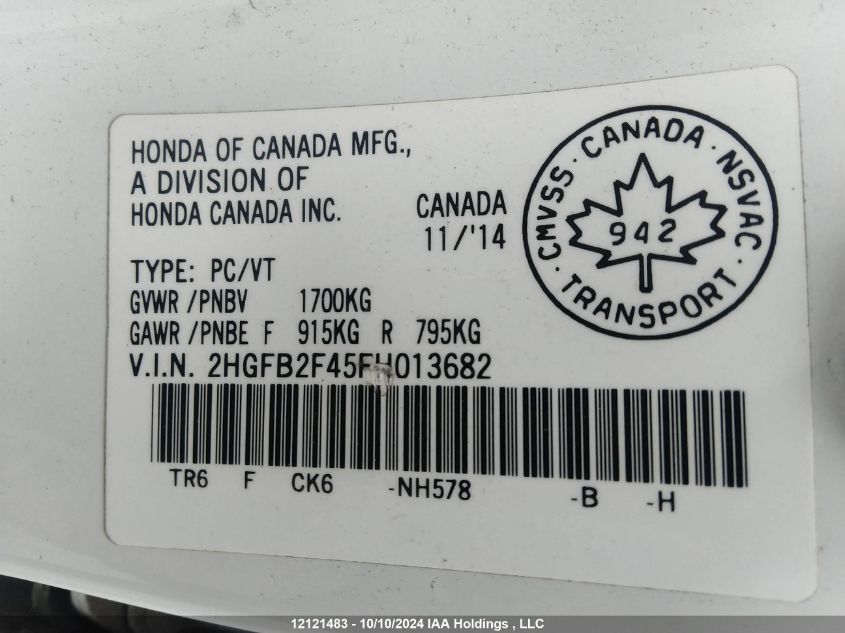 HONDA OF CANADA MFG.,
A DIVISION OF
HONDA CANADA INC.
CANADA
11/'14
CMVSS · CANADA · NSVAC · TRANSPORT ·
942
TYPE: PC/VT
GVWR /PNBV 1700KG
GAWR /PNBE F 915KG R 795KG
V.I.N. 2HGFB2F45FH013682
TR6 F CK6 -NH578 -B -H
12121483 - 10/10/2024 IAA Holdings , LLC